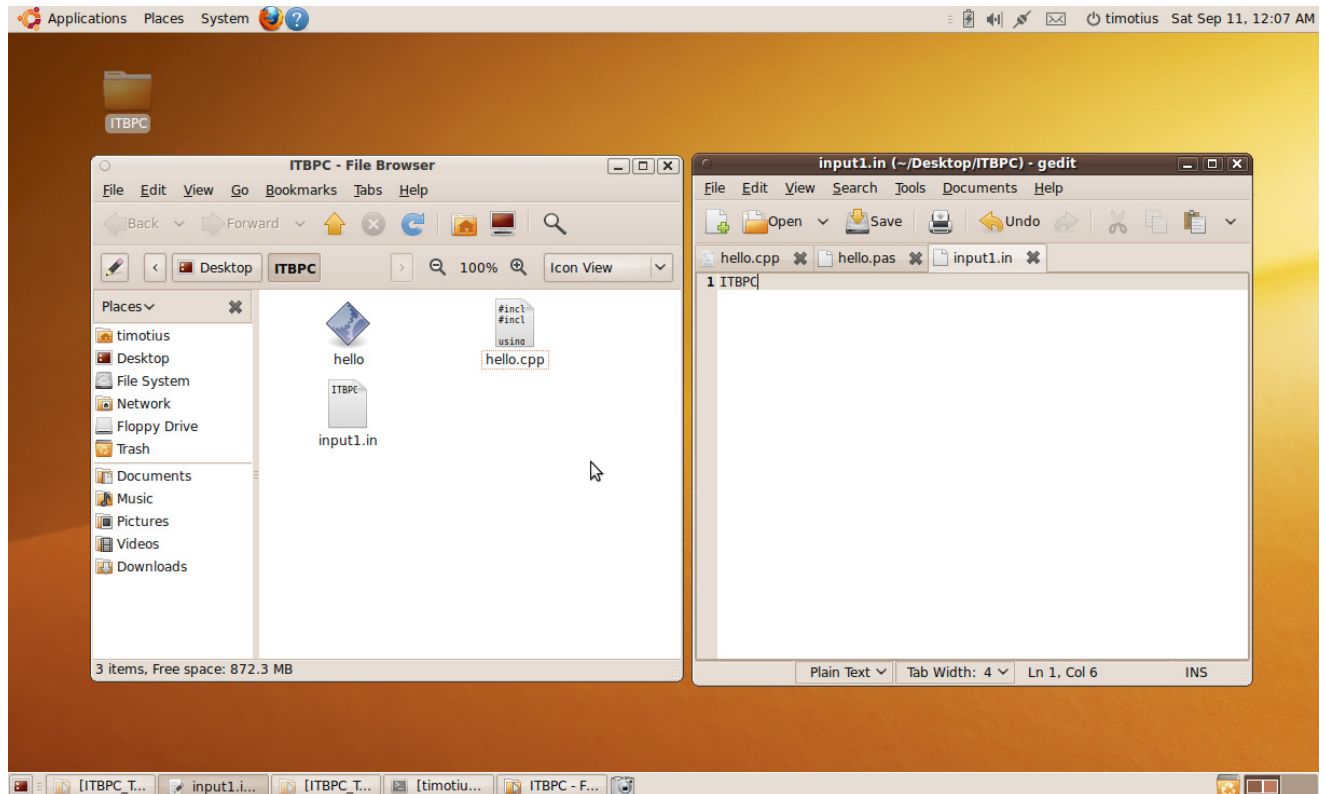 Applications Places System timotius Sat Sep 11, 12:07 AM
ITBPC
ITBPC - File Browser
File Edit View Go Bookmarks Tabs Help
Back Forward
Desktop ITBPC 100% Icon View
Places
timotius
Desktop
File System
Network
Floppy Drive
Trash
Documents
Music
Pictures
Videos
Downloads
#incl
#incl
using
hello hello.cpp
ITBPC
input1.in
3 items, Free space: 872.3 MB
input1.in (~/Desktop/ITBPC) - gedit
File Edit View Search Tools Documents Help
Open Save Undo
hello.cpp hello.pas input1.in
1 ITBPC
Plain Text Tab Width: 4 Ln 1, Col 6 INS
[ITBPC_T... input1.i... [ITBPC_T... [timotiu... ITBPC - F...